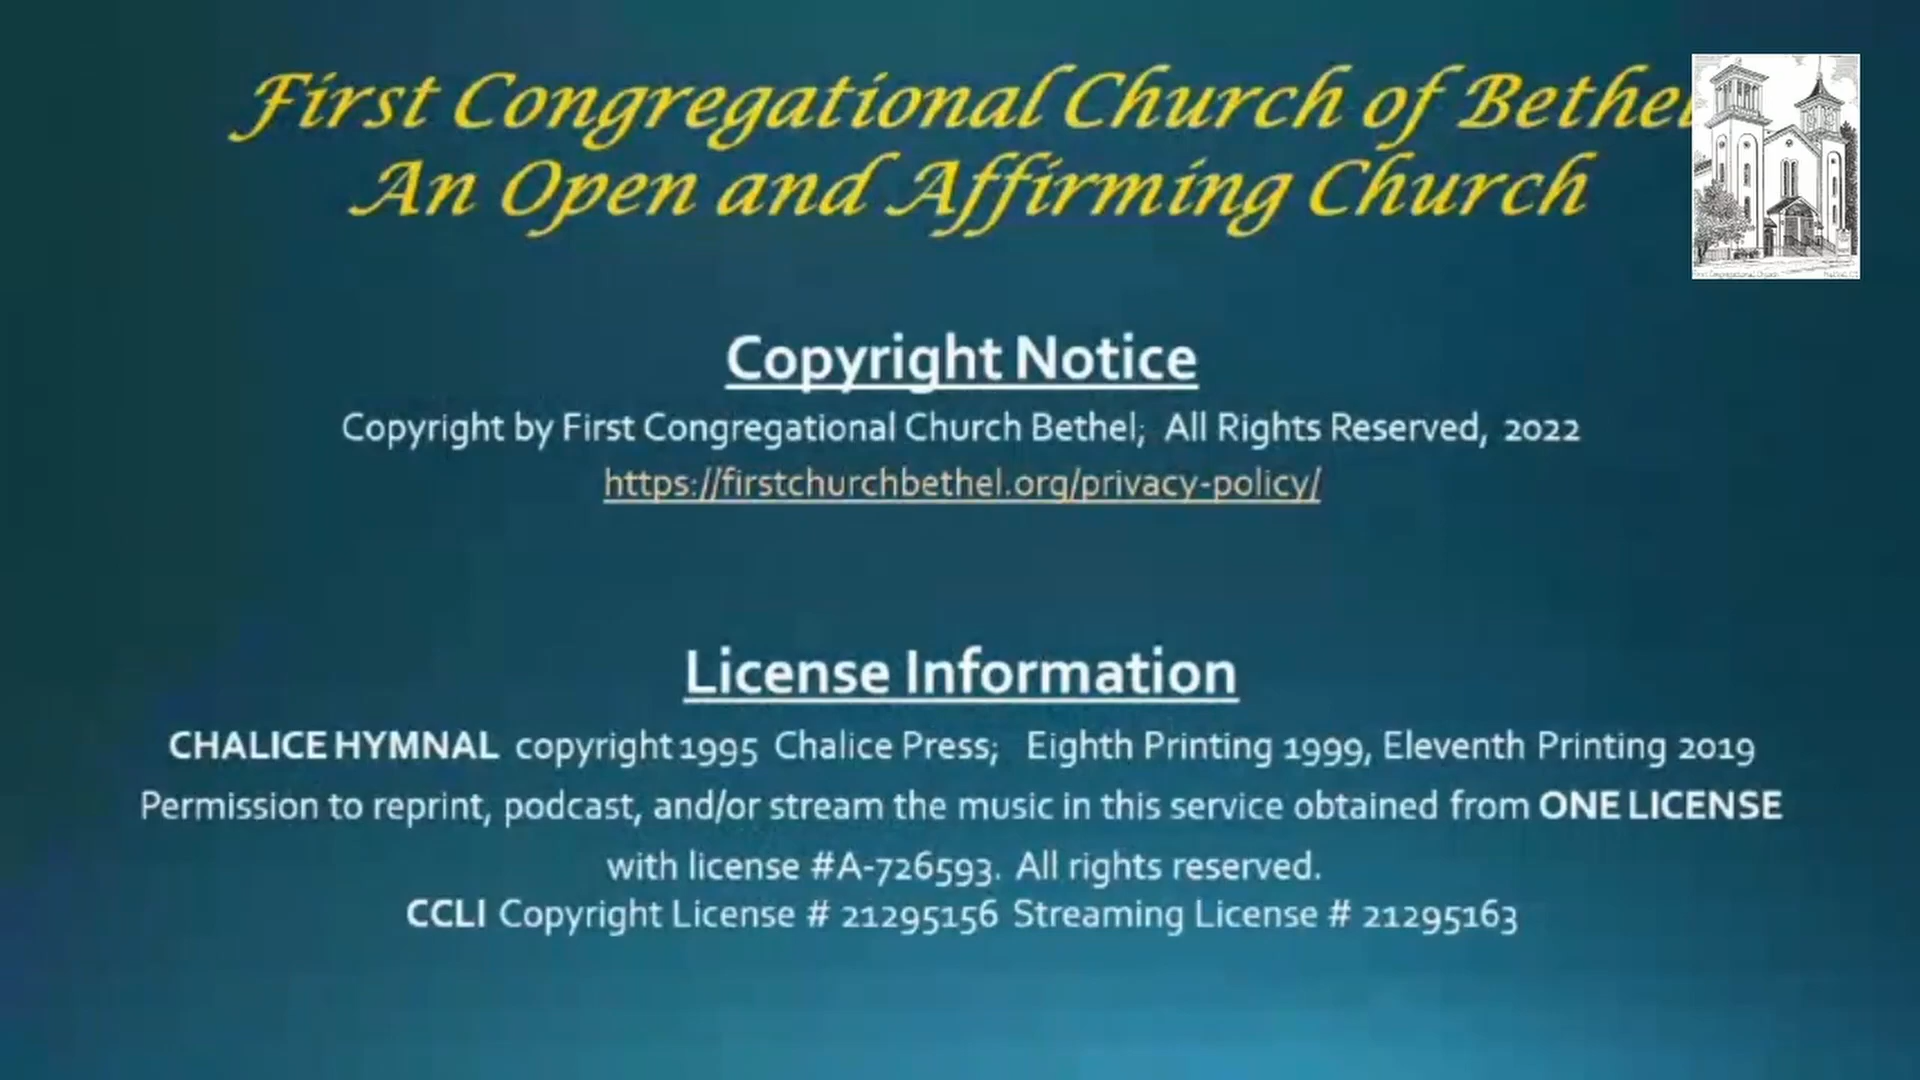 First Congregational Church of Bethel
An Open and Affirming Church
Copyright Notice
Copyright by First Congregational Church Bethel; All Rights Reserved, 2022
https://firstchurchbethel.org/privacy-policy/
License Information
CHALICE HYMNAL copyright 1995 Chalice Press; Eighth Printing 1999, Eleventh Printing 2019
Permission to reprint, podcast, and/or stream the music in this service obtained from ONE LICENSE
with license #A-726593. All rights reserved.
CCLI Copyright License # 21295156 Streaming License # 21295163
First Congregational Church